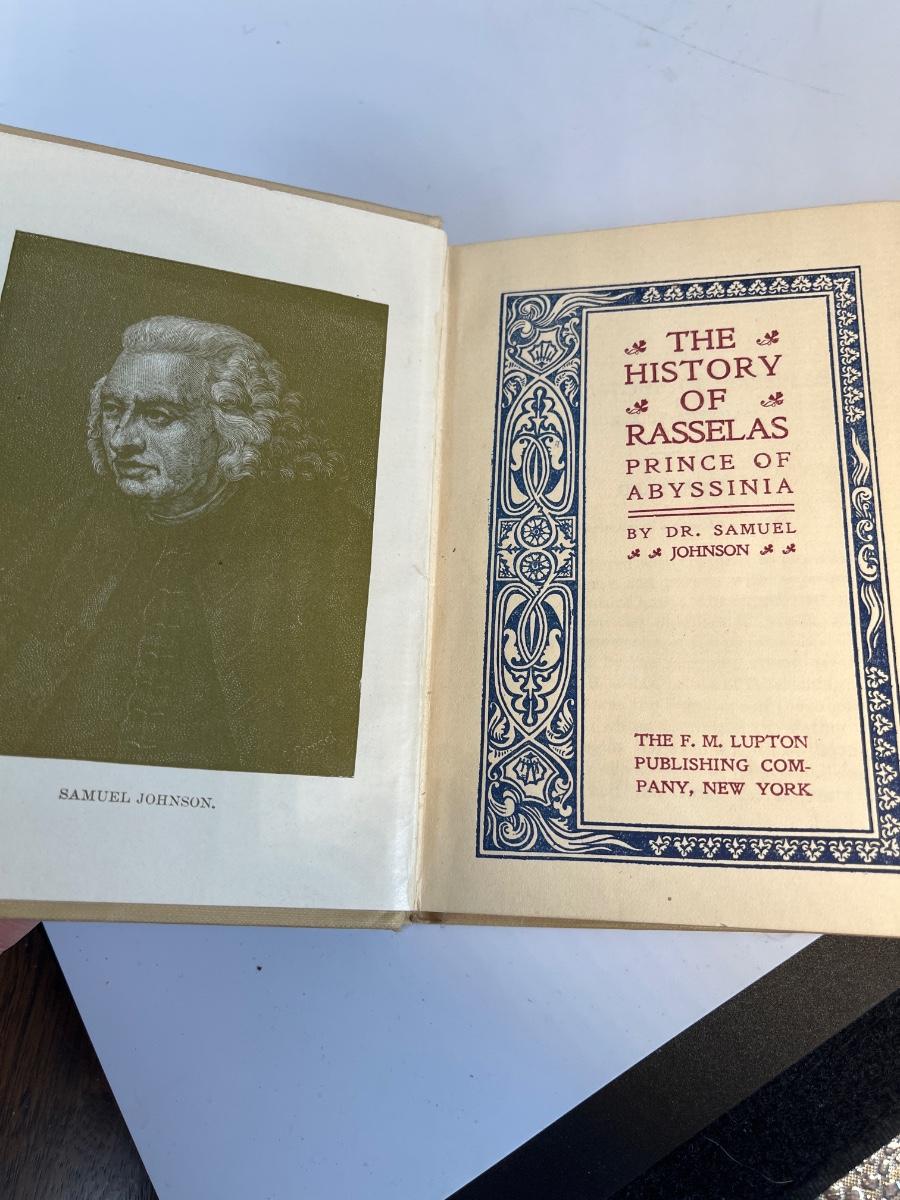 SAMUEL JOHNSON.
THE
HISTORY
OF
RASSELAS
PRINCE OF
ABYSSINIA
BY DR. SAMUEL
JOHNSON
THE F. M. LUPTON
PUBLISHING COM-
PANY, NEW YORK